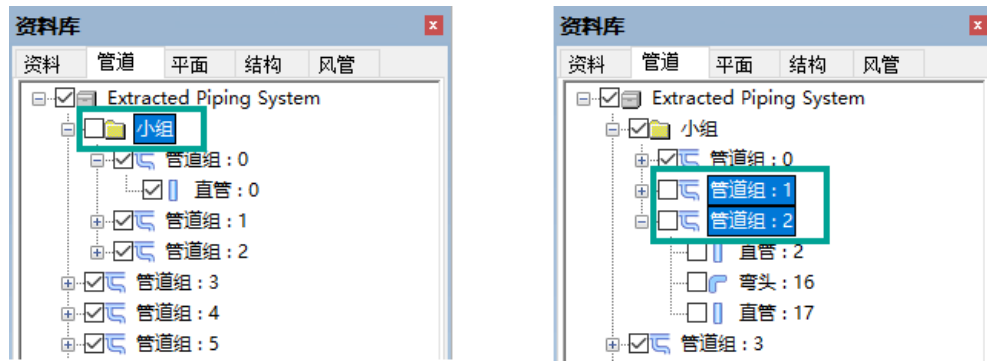 资料库
资料 管道 平面 结构 风管
Extracted Piping System
小组
管道组 : 0
直管 : 0
管道组 : 1
管道组 : 2
管道组 : 3
管道组 : 4
管道组 : 5
资料库
资料 管道 平面 结构 风管
Extracted Piping System
小组
管道组 : 0
管道组 : 1
管道组 : 2
直管 : 2
弯头 : 16
直管 : 17
管道组 : 3